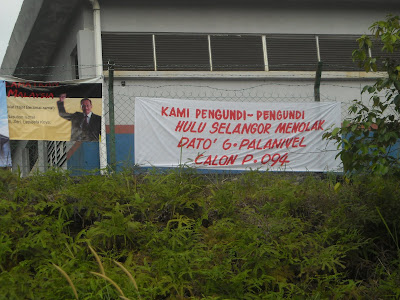 KAMI PENGUNDI~PENGUNDI
HULU SELANGOR MENOLAK
DATO' G. PALANIVEL
CALON P.094